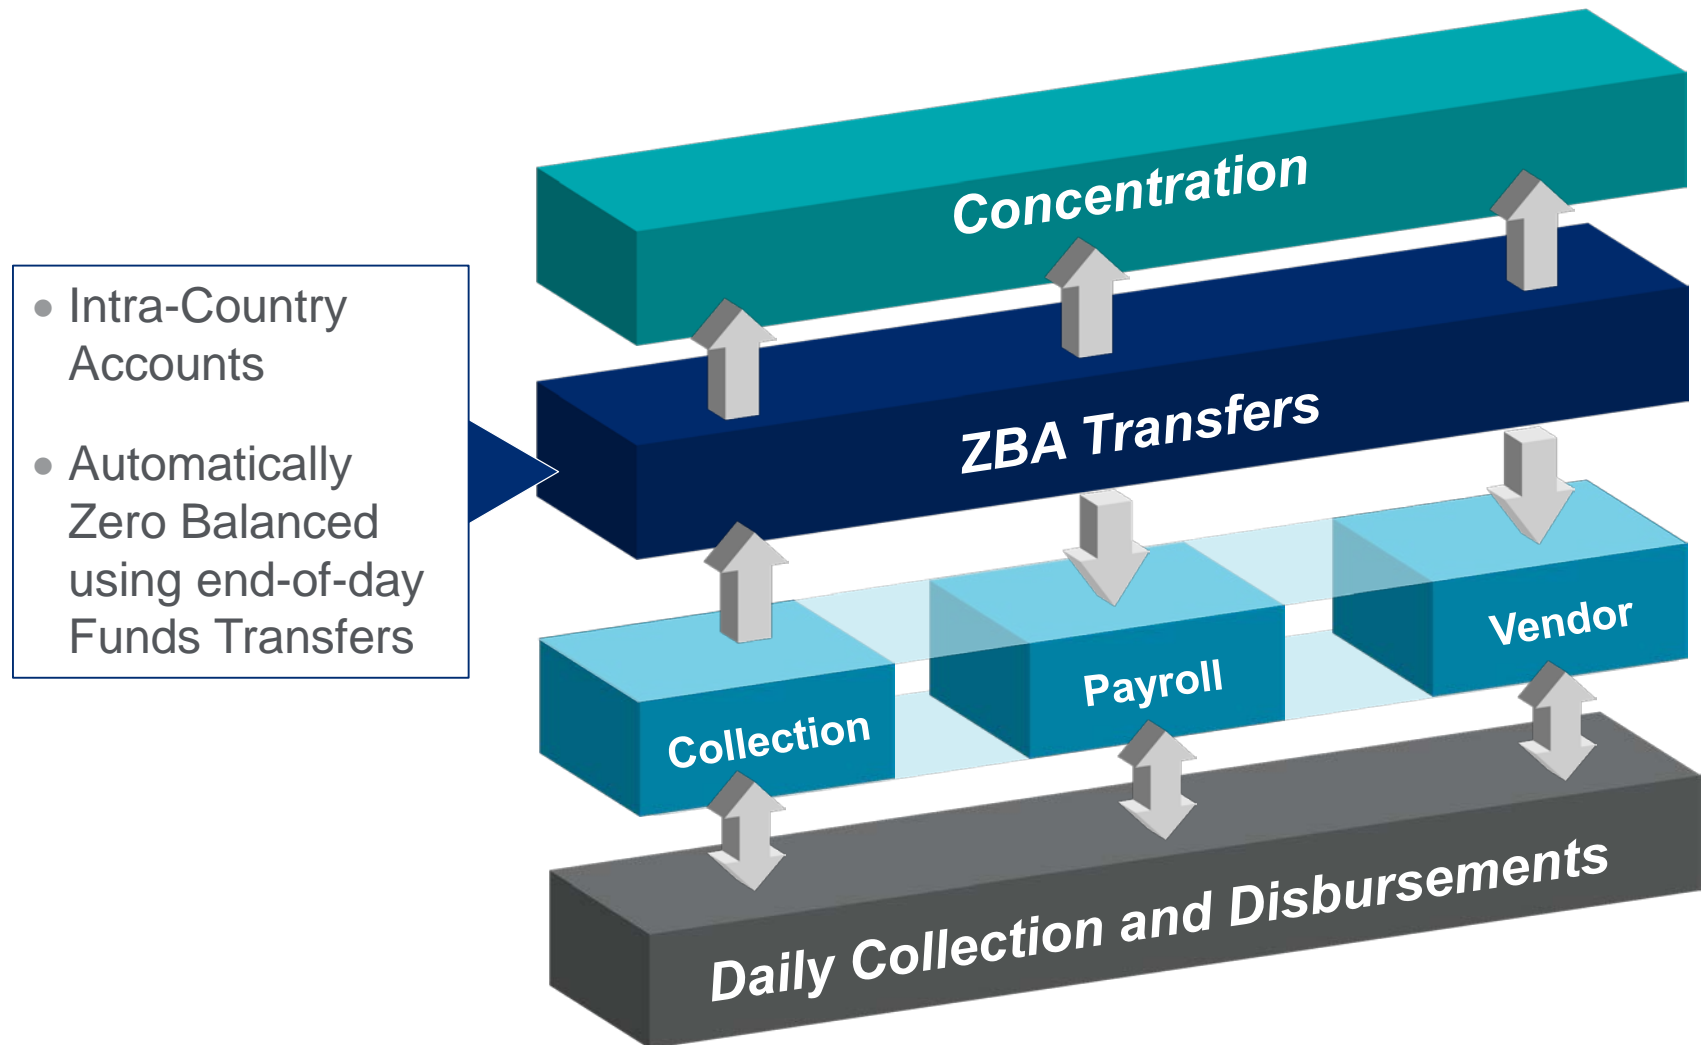 Concentration
Intra-Country
Accounts
Automatically
Zero Balanced
using end-of-day
Funds Transfers
ZBA Transfers
Collection
Payroll
Vendor
Daily Collection and Disbursements